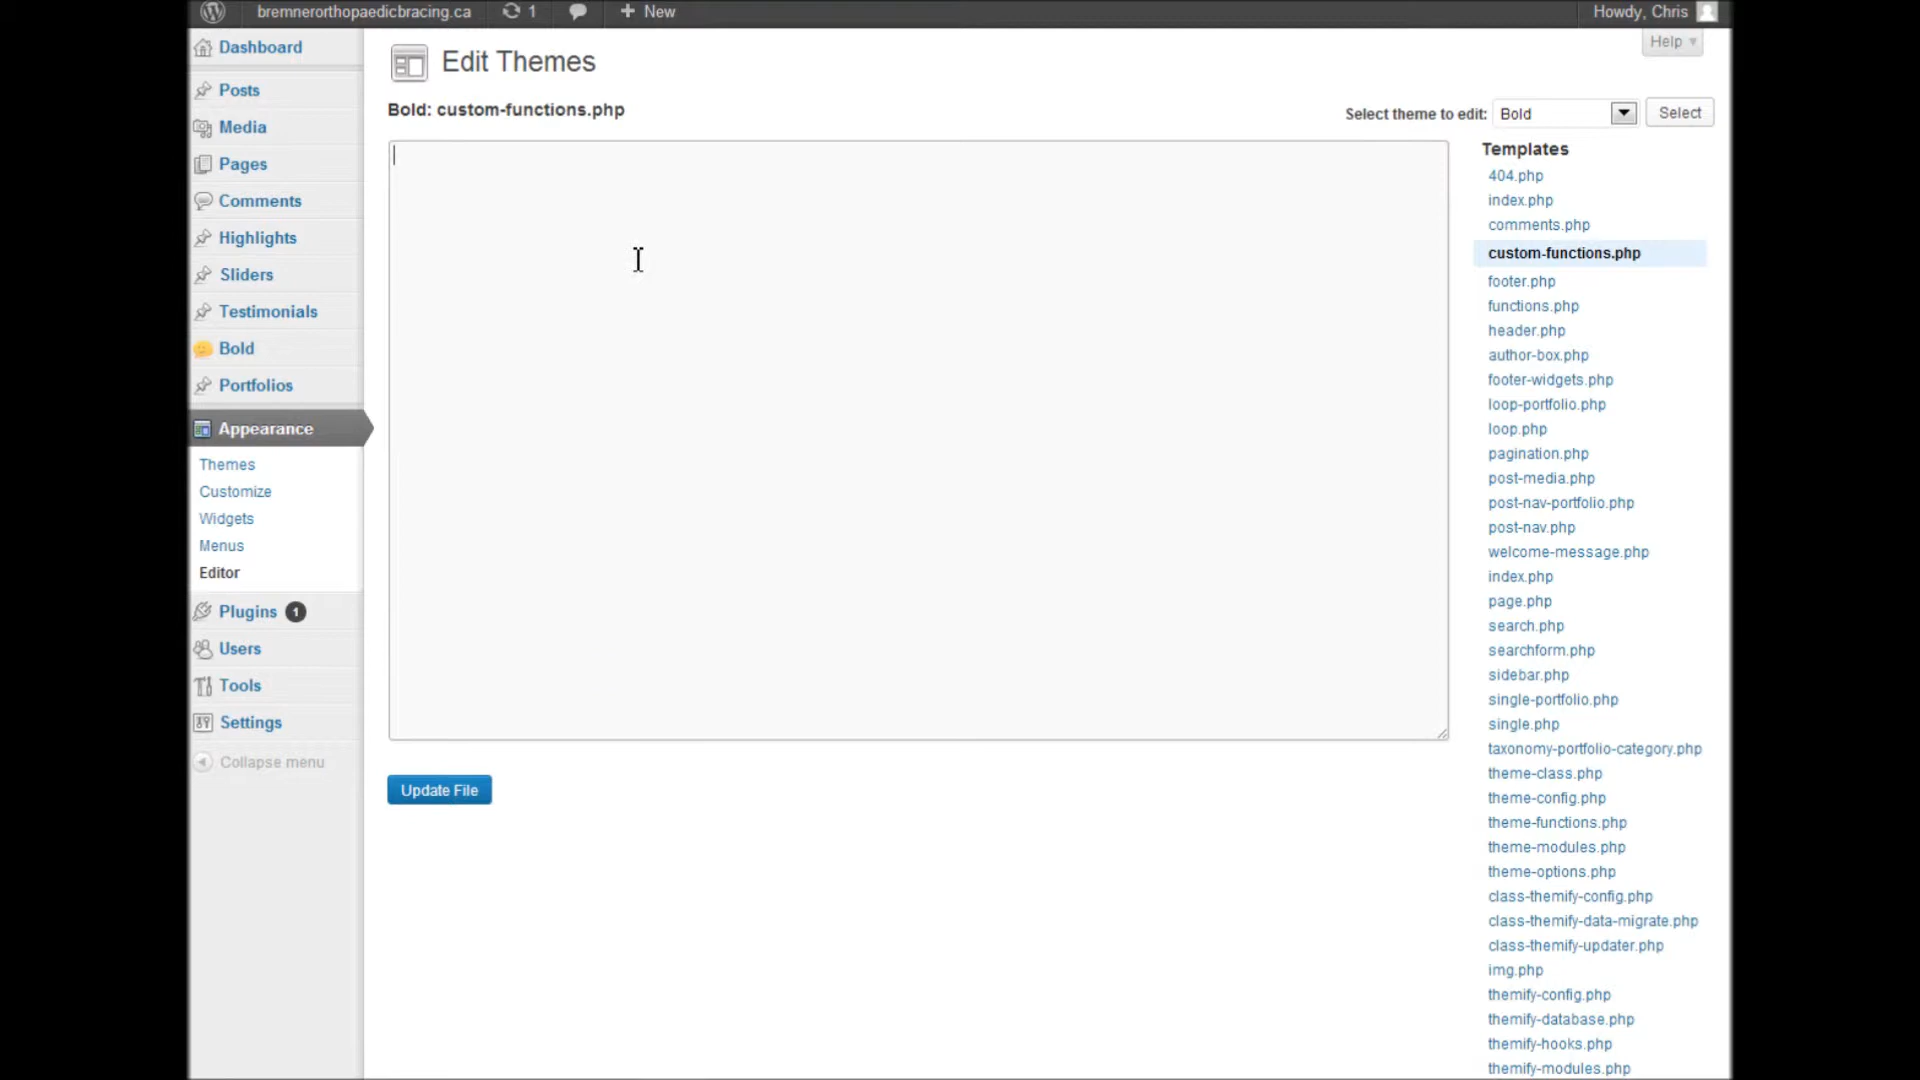 bremnerorthopaedicbracing.ca 1 New Howdy, Chris
Help
Dashboard
Posts
Media
Pages
Comments
Highlights
Sliders
Testimonials
Bold
Portfolios
Appearance
Themes
Customize
Widgets
Menus
Editor
Plugins 1
Users
Tools
Settings
Collapse menu
Edit Themes
Bold: custom-functions.php
Select theme to edit: Bold Select
Update File
Templates
404.php
index.php
comments.php
custom-functions.php
footer.php
functions.php
header.php
author-box.php
footer-widgets.php
loop-portfolio.php
loop.php
pagination.php
post-media.php
post-nav-portfolio.php
post-nav.php
welcome-message.php
index.php
page.php
search.php
searchform.php
sidebar.php
single-portfolio.php
single.php
taxonomy-portfolio-category.php
theme-class.php
theme-config.php
theme-functions.php
theme-modules.php
theme-options.php
class-themify-config.php
class-themify-data-migrate.php
class-themify-updater.php
img.php
themify-config.php
themify-database.php
themify-hooks.php
themify-modules.php